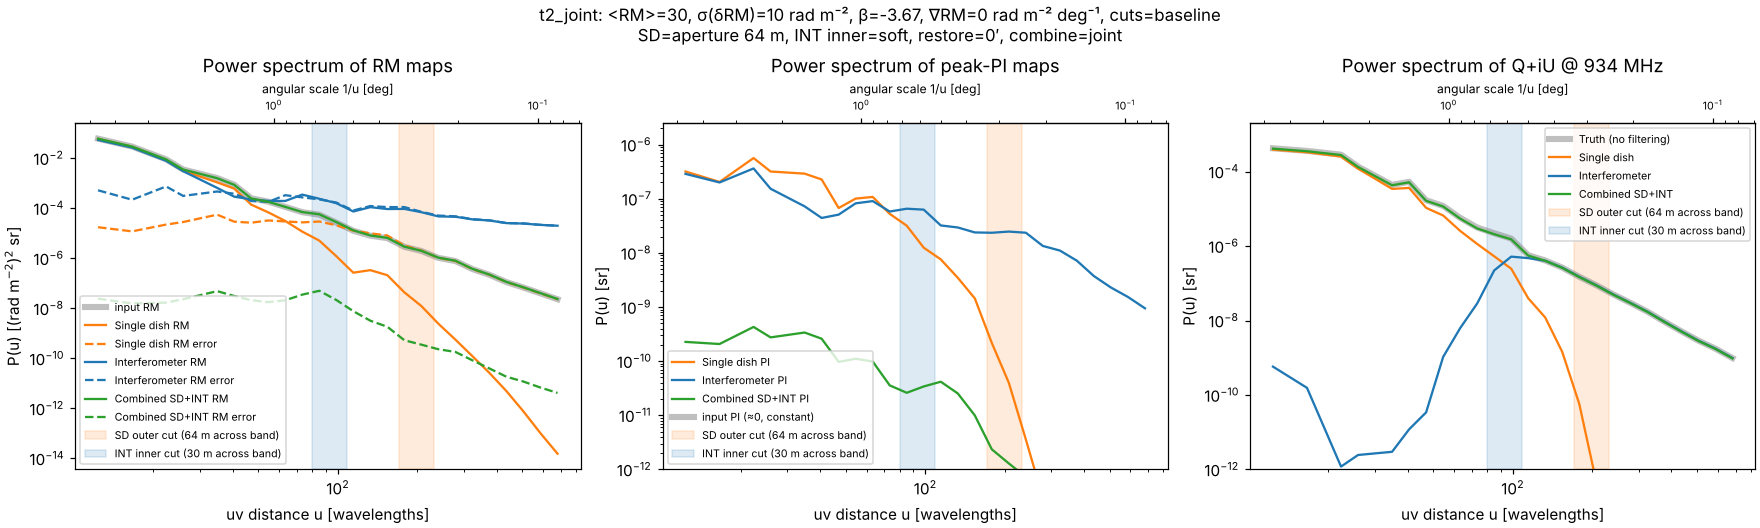 t2_joint: <RM>=30, σ(δRM)=10 rad m⁻², β=-3.67, ∇RM=0 rad m⁻² deg⁻¹, cuts=baseline
SD=aperture 64 m, INT inner=soft, restore=0′, combine=joint
Power spectrum of RM maps
angular scale 1/u [deg]
10⁰ 10⁻¹
P(u) [(rad m⁻²)² sr]
10⁻²
10⁻⁴
10⁻⁶
10⁻⁸
10⁻¹⁰
10⁻¹²
10⁻¹⁴
input RM
Single dish RM
Single dish RM error
Interferometer RM
Interferometer RM error
Combined SD+INT RM
Combined SD+INT RM error
SD outer cut (64 m across band)
INT inner cut (30 m across band)
10²
uv distance u [wavelengths]
Power spectrum of peak-PI maps
angular scale 1/u [deg]
10⁰ 10⁻¹
P(u) [sr]
10⁻⁶
10⁻⁷
10⁻⁸
10⁻⁹
10⁻¹⁰
10⁻¹¹
10⁻¹²
Single dish PI
Interferometer PI
Combined SD+INT PI
input PI (≈0, constant)
SD outer cut (64 m across band)
INT inner cut (30 m across band)
10²
uv distance u [wavelengths]
Power spectrum of Q+iU @ 934 MHz
angular scale 1/u [deg]
10⁰ 10⁻¹
P(u) [sr]
10⁻⁴
10⁻⁶
10⁻⁸
10⁻¹⁰
10⁻¹²
Truth (no filtering)
Single dish
Interferometer
Combined SD+INT
SD outer cut (64 m across band)
INT inner cut (30 m across band)
10²
uv distance u [wavelengths]